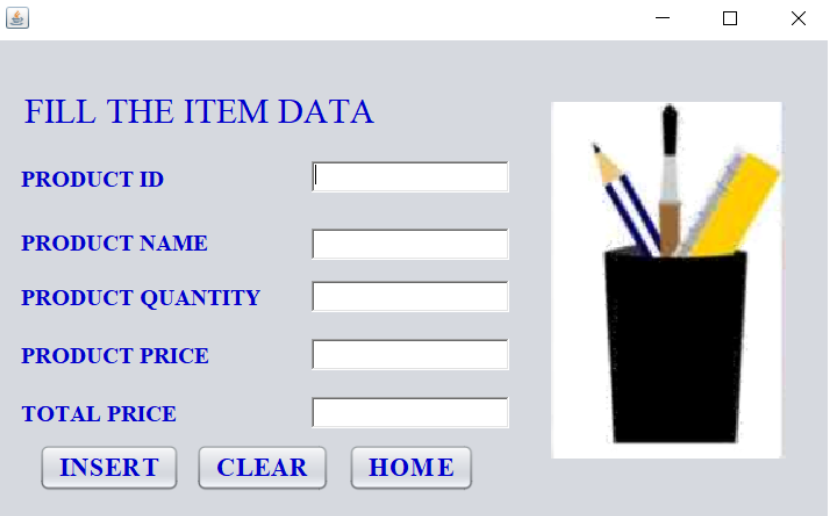 FILL THE ITEM DATA
PRODUCT ID
PRODUCT NAME
PRODUCT QUANTITY
PRODUCT PRICE
TOTAL PRICE
INSERT CLEAR HOME